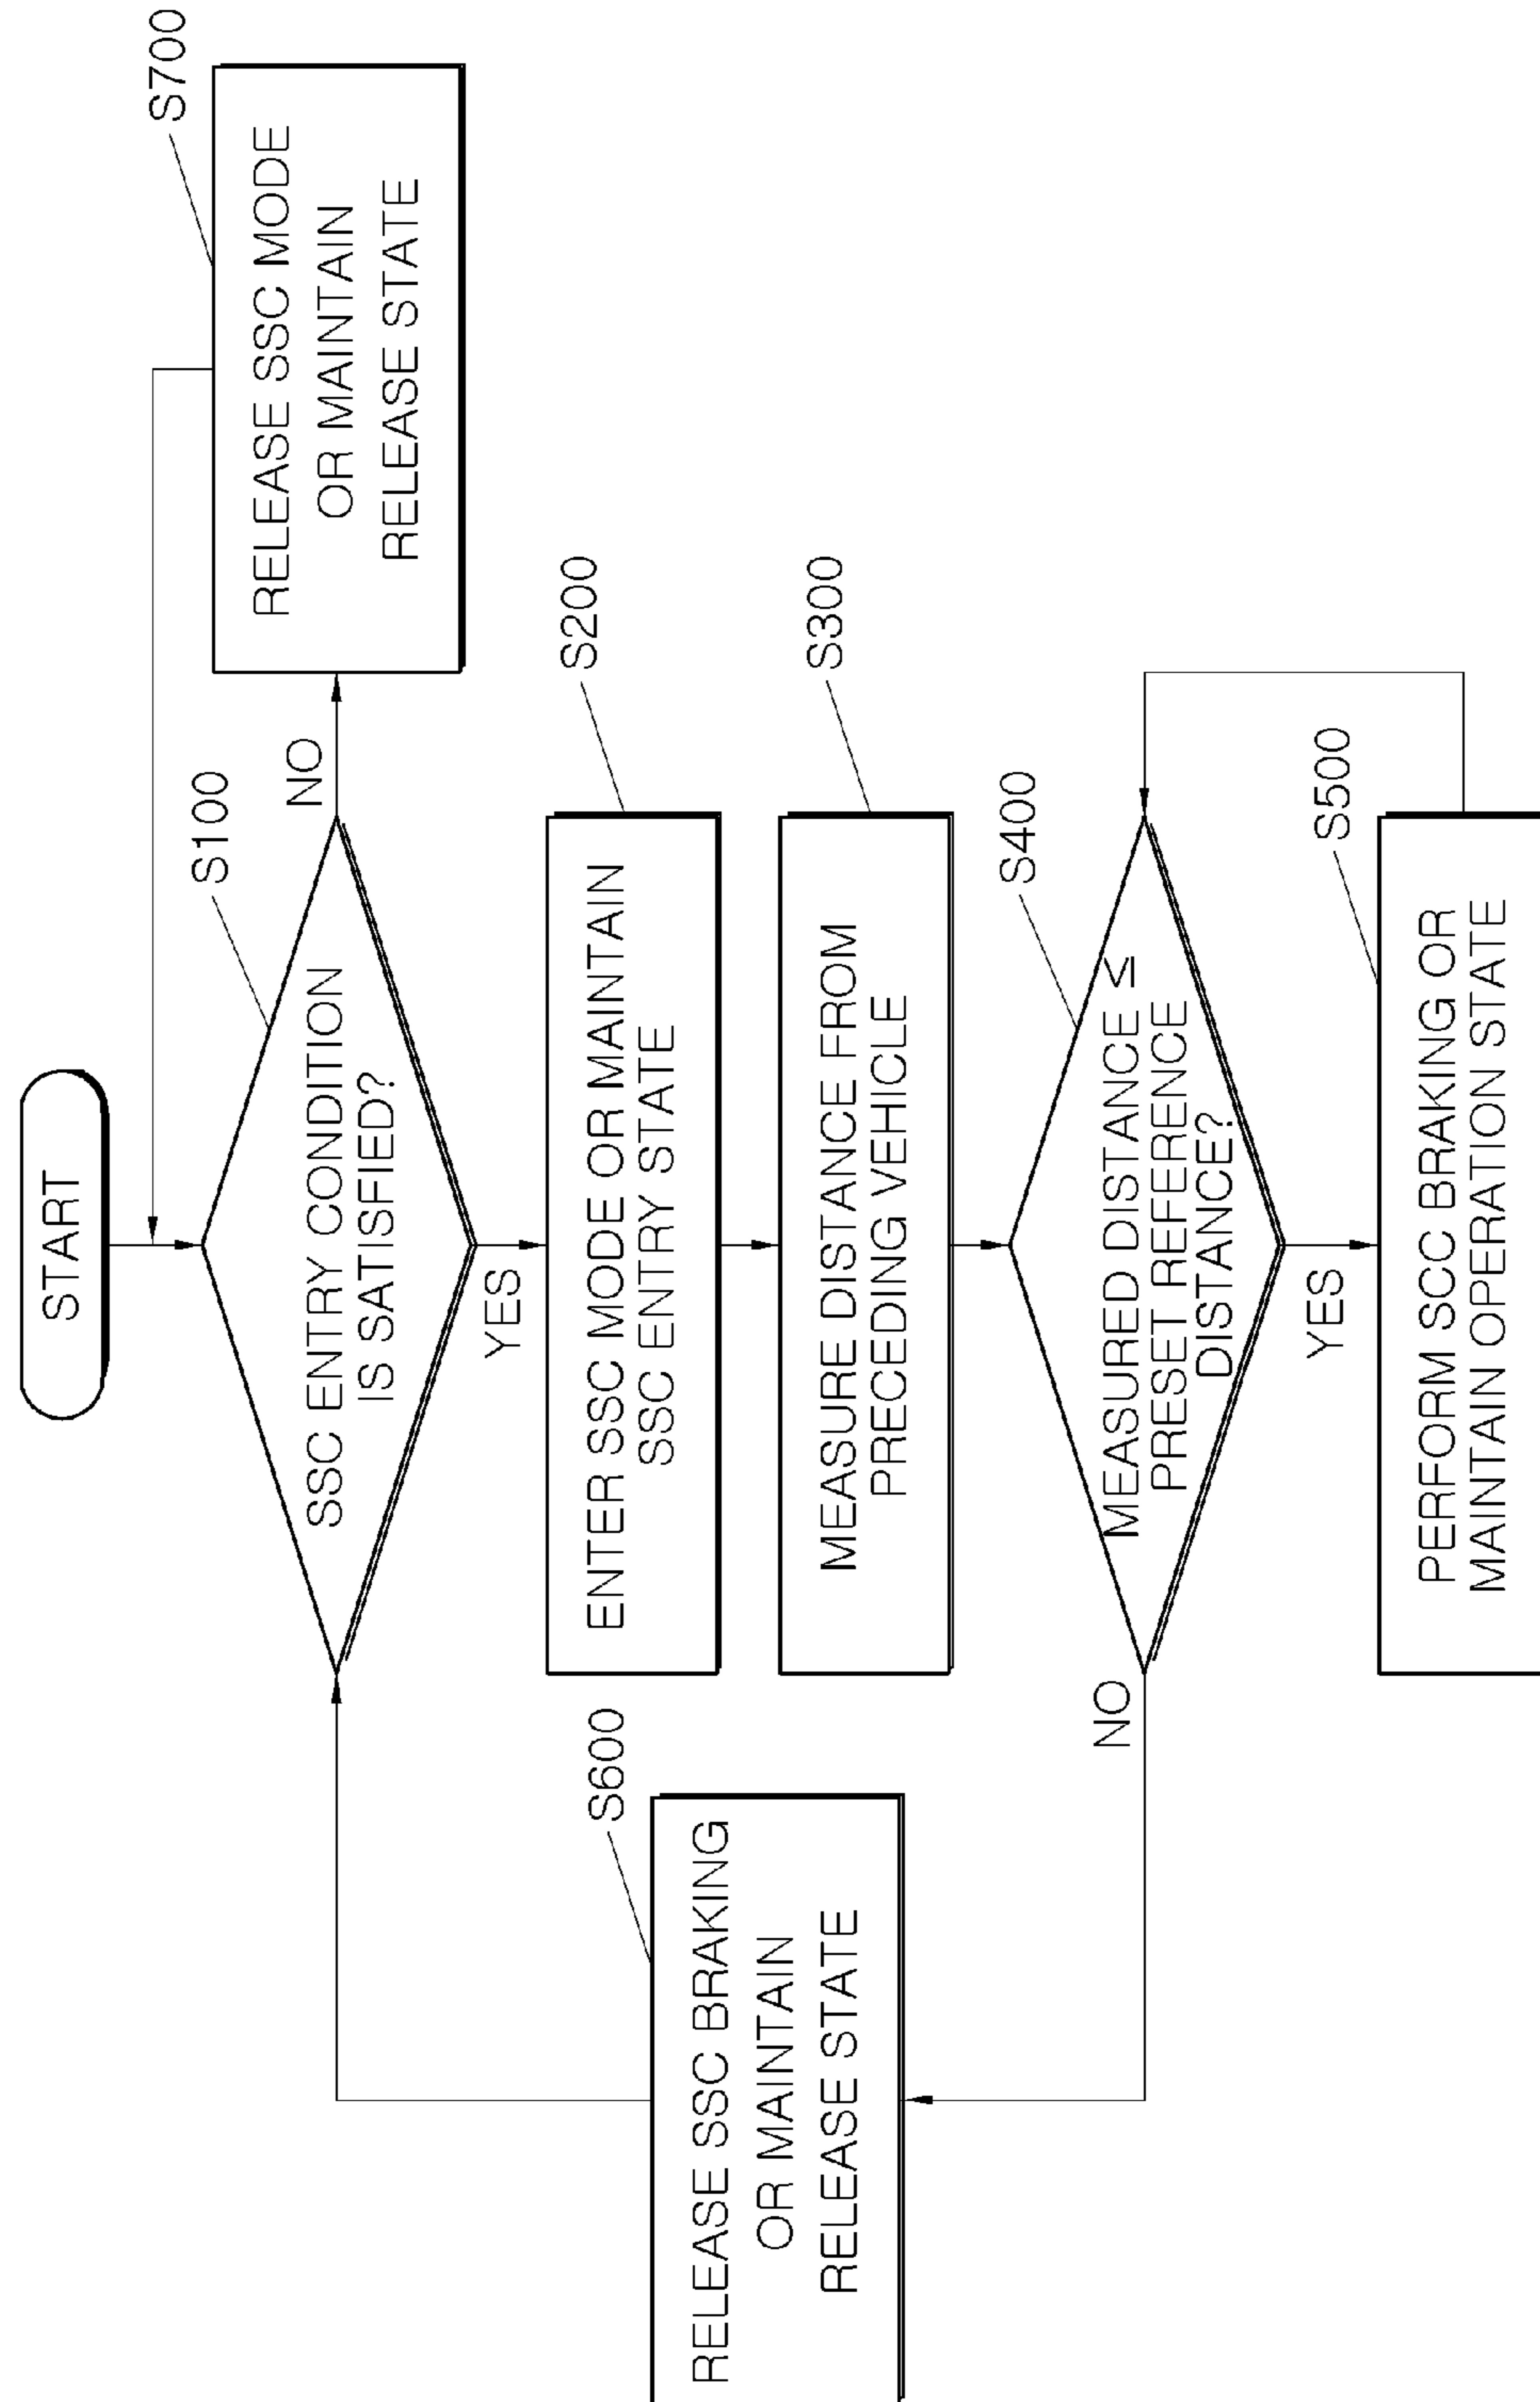 START
S100
SSC ENTRY CONDITION
IS SATISFIED?
NO
S700
RELEASE SSC MODE
OR MAINTAIN
RELEASE STATE
YES
S200
ENTER SSC MODE OR MAINTAIN
SSC ENTRY STATE
S300
MEASURE DISTANCE FROM
PRECEDING VEHICLE
S400
MEASURED DISTANCE ≤
PRESET REFERENCE
DISTANCE?
NO
S600
RELEASE SSC BRAKING
OR MAINTAIN
RELEASE STATE
YES
S500
PERFORM SCC BRAKING OR
MAINTAIN OPERATION STATE